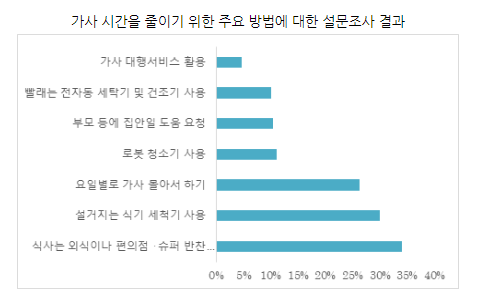 가사 시간을 줄이기 위한 주요 방법에 대한 설문조사 결과
가사 대행서비스 활용
빨래는 전자동 세탁기 및 건조기 사용
부모 등에 집안일 도움 요청
로봇 청소기 사용
요일별로 가사 몰아서 하기
설거지는 식기 세척기 사용
식사는 외식이나 편의점ㆍ슈퍼 반찬...
0% 5% 10% 15% 20% 25% 30% 35% 40%